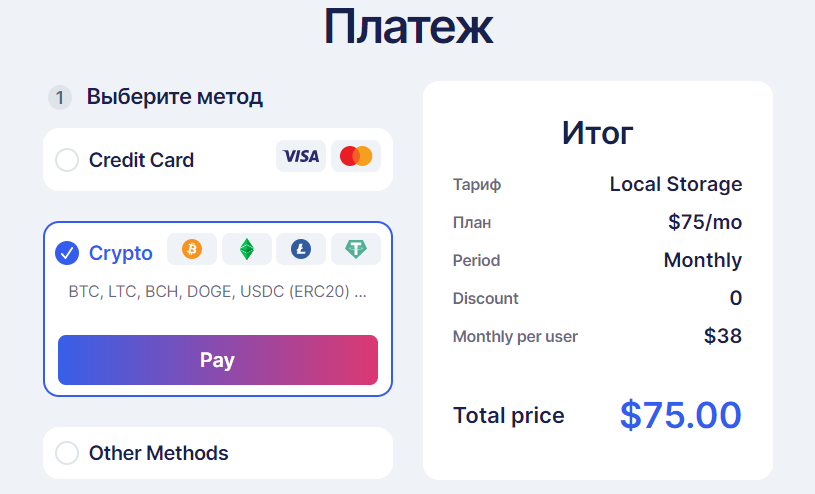 Платеж
1 Выберите метод
Credit Card VISA
Crypto
BTC, LTC, BCH, DOGE, USDC (ERC20) ...
Pay
Other Methods
Итог
Тариф Local Storage
План $75/mo
Period Monthly
Discount 0
Monthly per user $38
Total price $75.00